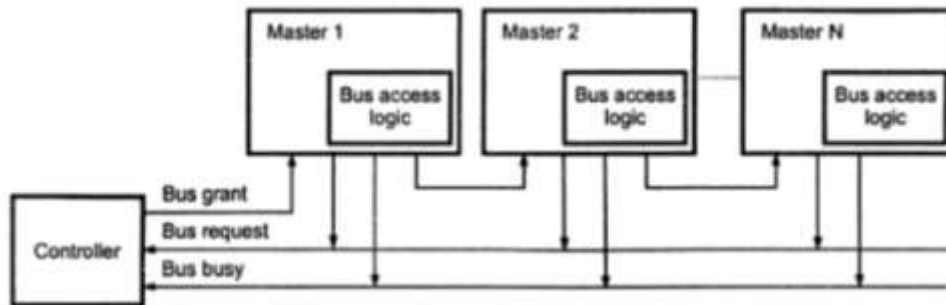 Master 1
Master 2
Master N
Bus access
logic
Bus access
logic
Bus access
logic
Bus grant
Bus request
Controller
Bus busy